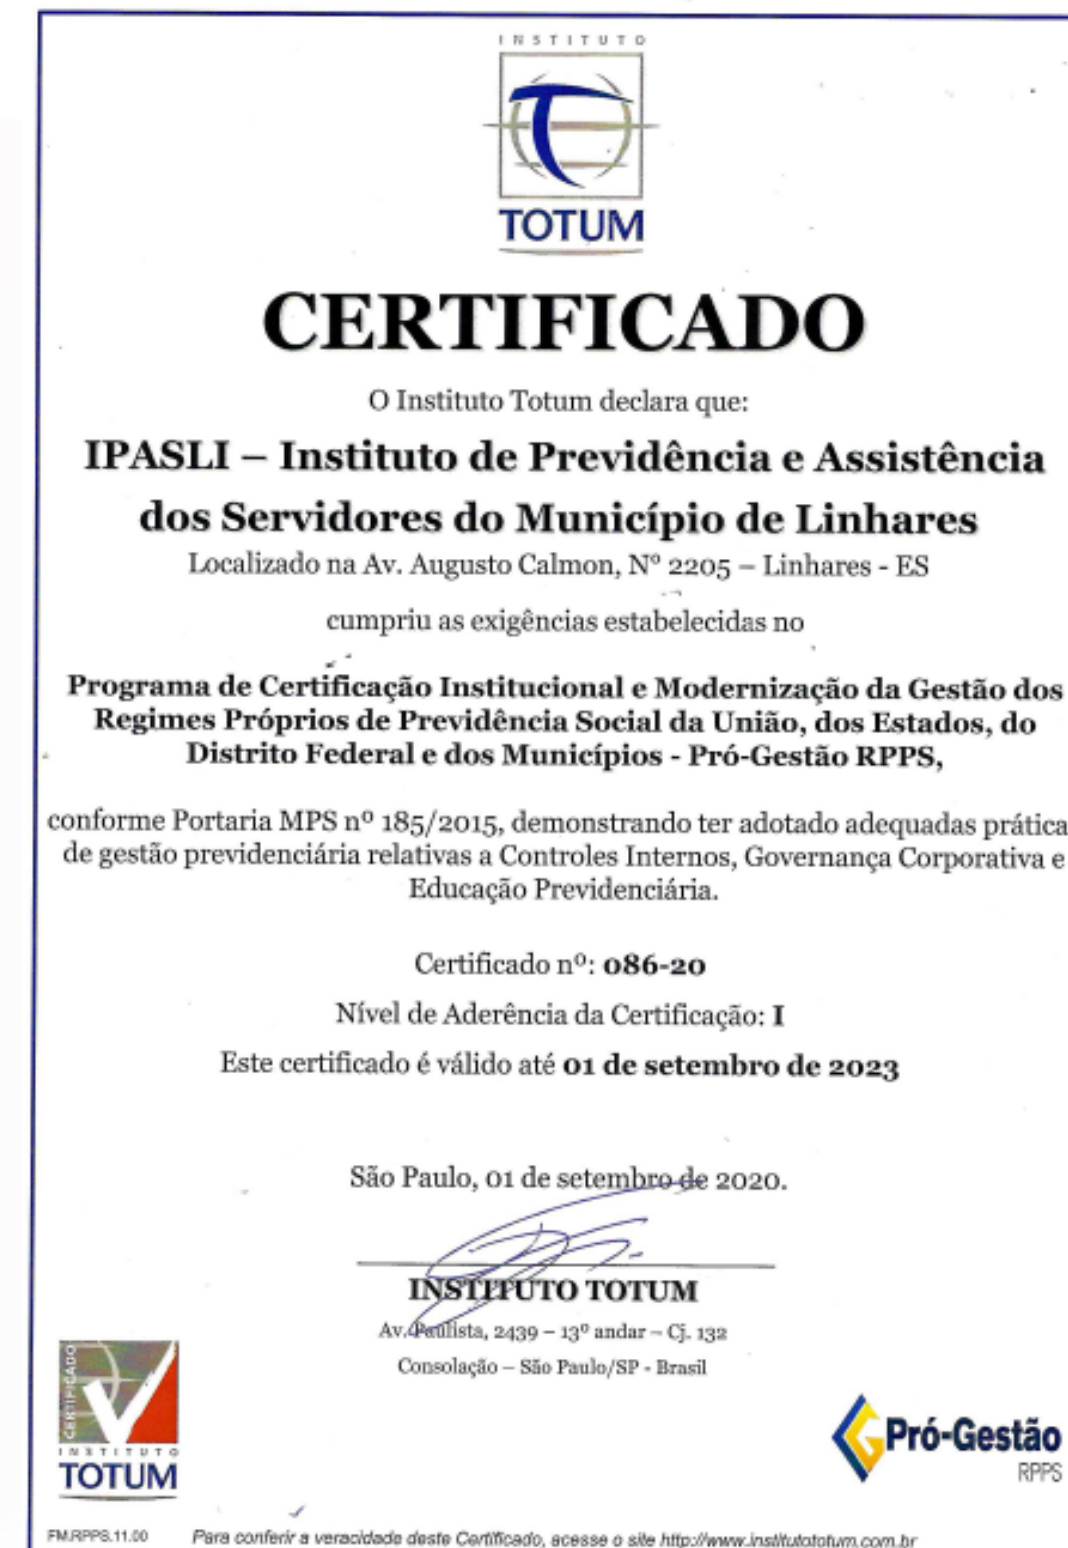 INSTITUTO
TOTUM
CERTIFICADO
O Instituto Totum declara que:
IPASLI – Instituto de Previdência e Assistência
dos Servidores do Município de Linhares
Localizado na Av. Augusto Calmon, Nº 2205 – Linhares - ES
cumpriu as exigências estabelecidas no
Programa de Certificação Institucional e Modernização da Gestão dos
Regimes Próprios de Previdência Social da União, dos Estados, do
Distrito Federal e dos Municípios - Pró-Gestão RPPS,
conforme Portaria MPS nº 185/2015, demonstrando ter adotado adequadas prática
de gestão previdenciária relativas a Controles Internos, Governança Corporativa e
Educação Previdenciária.
Certificado nº: 086-20
Nível de Aderência da Certificação: I
Este certificado é válido até 01 de setembro de 2023
São Paulo, 01 de setembro de 2020.
INSTITUTO TOTUM
Av. Paulista, 2439 – 13º andar – Cj. 132
Consolação – São Paulo/SP - Brasil
CERTIFICADO
INSTITUTO
TOTUM
Pró-Gestão
RPPS
FM.RPPS.11.00 Para conferir a veracidade deste Certificado, acesse o site http://www.institutototum.com.br